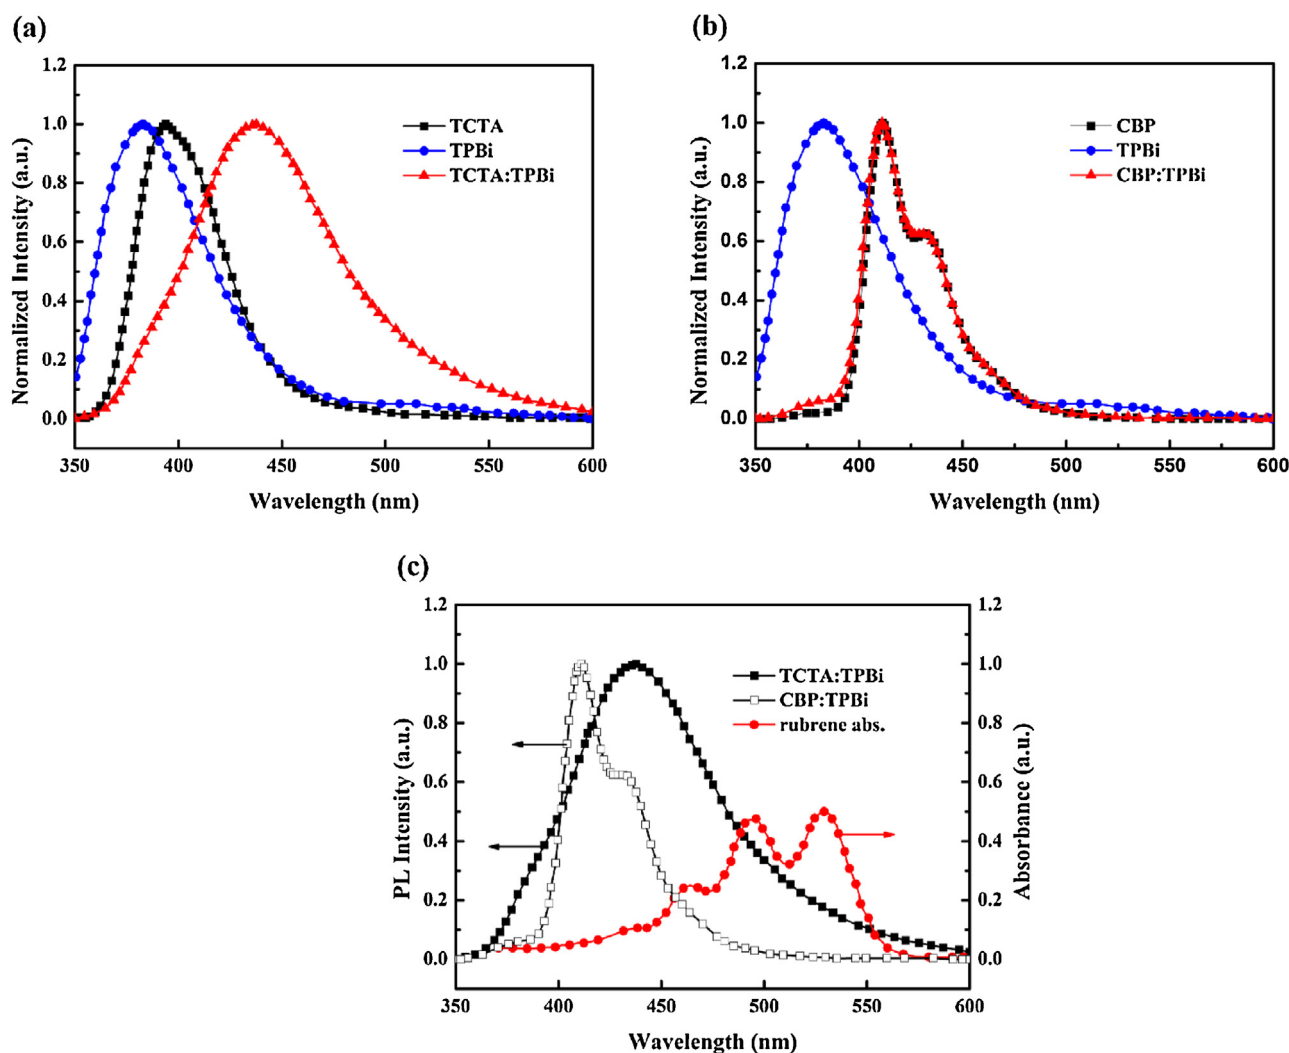 (a)
1.2
1.0
0.8
0.6
0.4
0.2
0.0
Normalized Intensity (a.u.)
TCTA
TPBi
TCTA:TPBi
350 400 450 500 550 600
Wavelength (nm)
(b)
1.2
1.0
0.8
0.6
0.4
0.2
0.0
Normalized Intensity (a.u.)
CBP
TPBi
CBP:TPBi
350 400 450 500 550 600
Wavelength (nm)
(c)
1.2
1.0
0.8
0.6
0.4
0.2
0.0
PL Intensity (a.u.)
TCTA:TPBi
CBP:TPBi
rubrene abs.
1.2
1.0
0.8
0.6
0.4
0.2
0.0
Absorbance (a.u.)
350 400 450 500 550 600
Wavelength (nm)